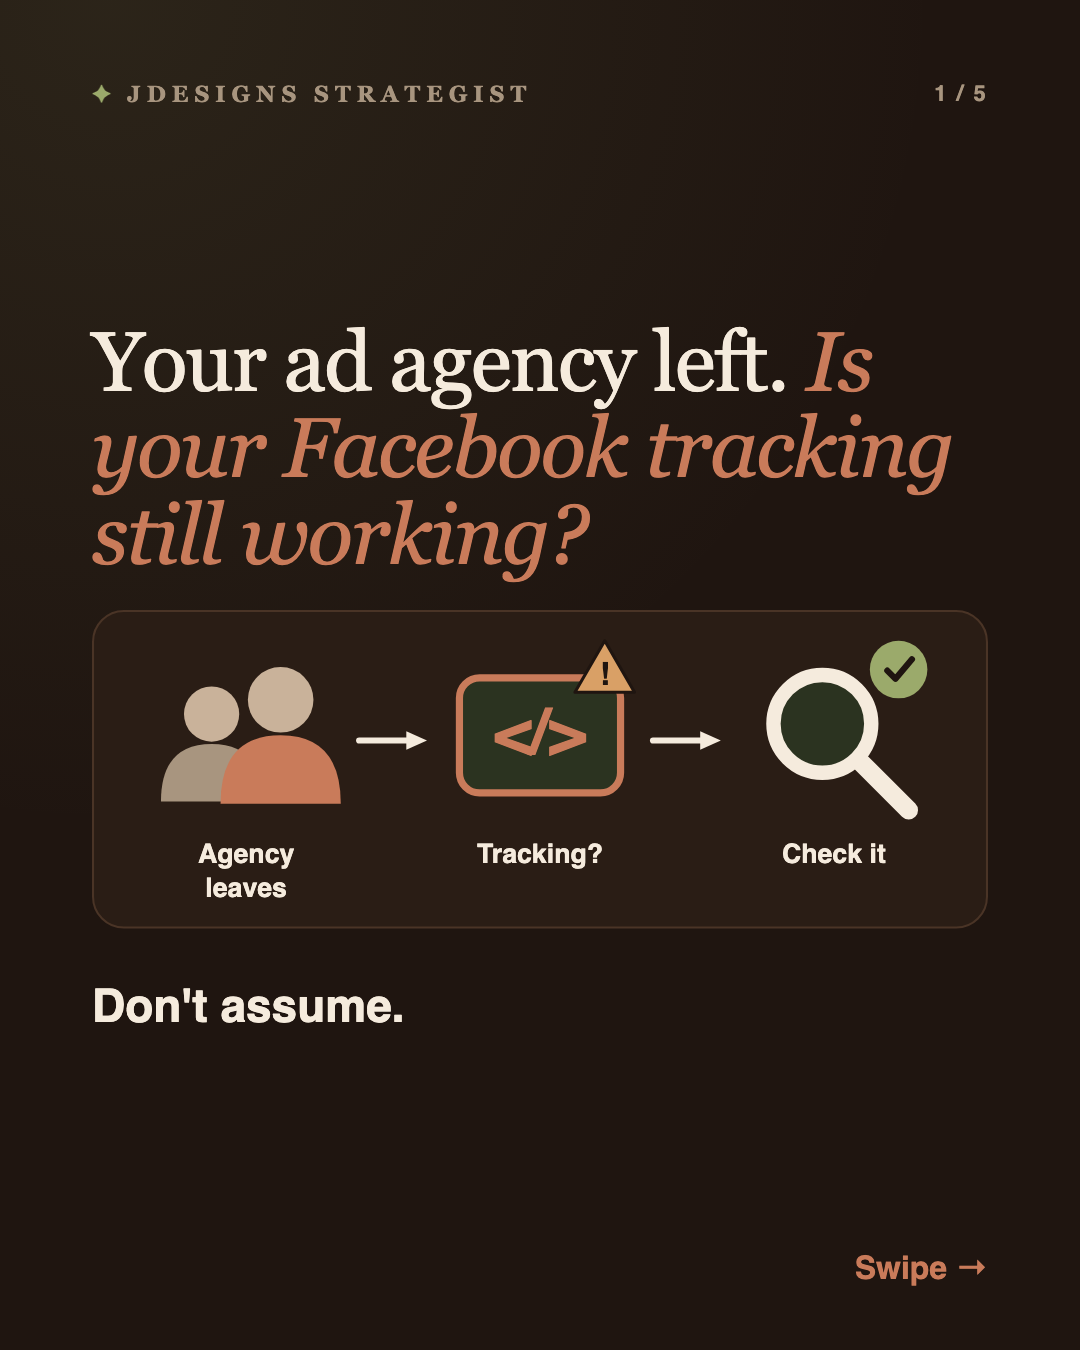 ✦ JDESIGNS STRATEGIST
1 / 5
Your ad agency left. Is
your Facebook tracking
still working?
!
</>
Agency
leaves
Tracking?
Check it
Don't assume.
Swipe →